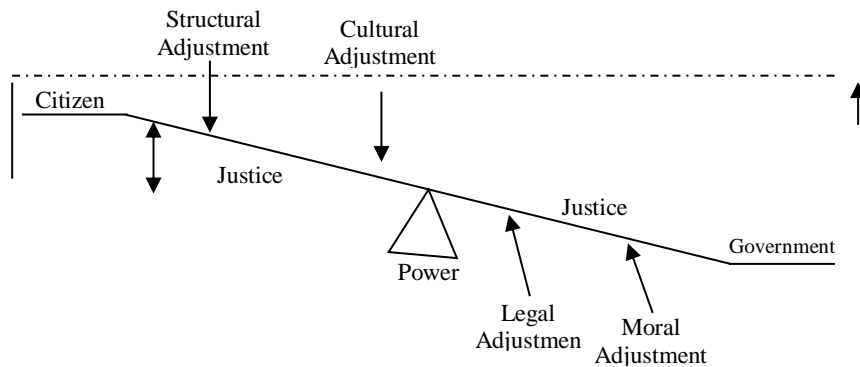 Structural
Adjustment
Cultural
Adjustment
Citizen
Justice
Justice
Government
Power
Legal
Adjustmen
Moral
Adjustment